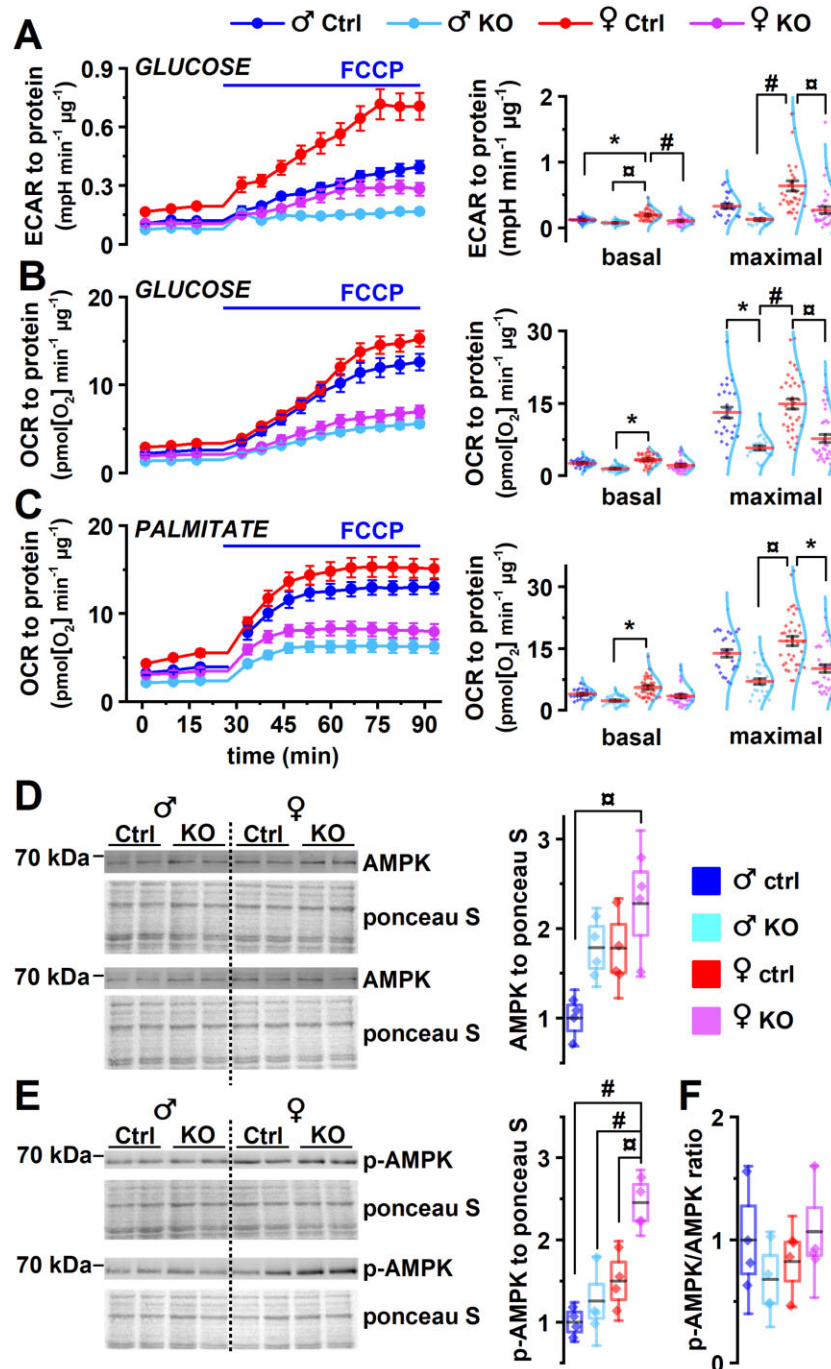 ♂ Ctrl ♂ KO ♀ Ctrl ♀ KO
A
GLUCOSE FCCP
ECAR to protein
(mpH min-1 µg-1)
0.9
0.6
0.3
0.0
ECAR to protein
(mpH min-1 µg-1)
2
1
0
* ¤ # # ¤
basal maximal
B
GLUCOSE FCCP
OCR to protein
(pmol[O2] min-1 µg-1)
20
10
0
OCR to protein
(pmol[O2] min-1 µg-1)
30
15
0
* * # ¤
basal maximal
C
PALMITATE FCCP
OCR to protein
(pmol[O2] min-1 µg-1)
20
10
0
0 15 30 45 60 75 90
time (min)
OCR to protein
(pmol[O2] min-1 µg-1)
30
15
0
* ¤ *
basal maximal
D
♂ ♀
Ctrl KO Ctrl KO
70 kDa AMPK
ponceau S
70 kDa AMPK
ponceau S
AMPK to ponceau S
3
2
1
¤
♂ ctrl
♂ KO
♀ ctrl
♀ KO
E
♂ ♀
Ctrl KO Ctrl KO
70 kDa p-AMPK
ponceau S
70 kDa p-AMPK
ponceau S
p-AMPK to ponceau S
3
2
1
#
#
¤
F
p-AMPK/AMPK ratio
2
1
0